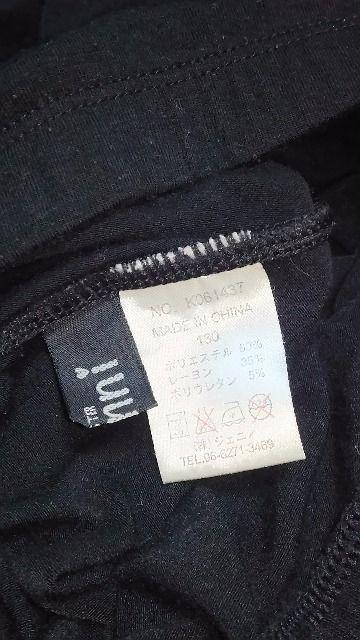 NO. K061437
MADE IN CHINA
130
ポリエステル 60%
レーヨン 35%
ポリウレタン 5%
(株) ジェニィ
TEL.06-6271-3469